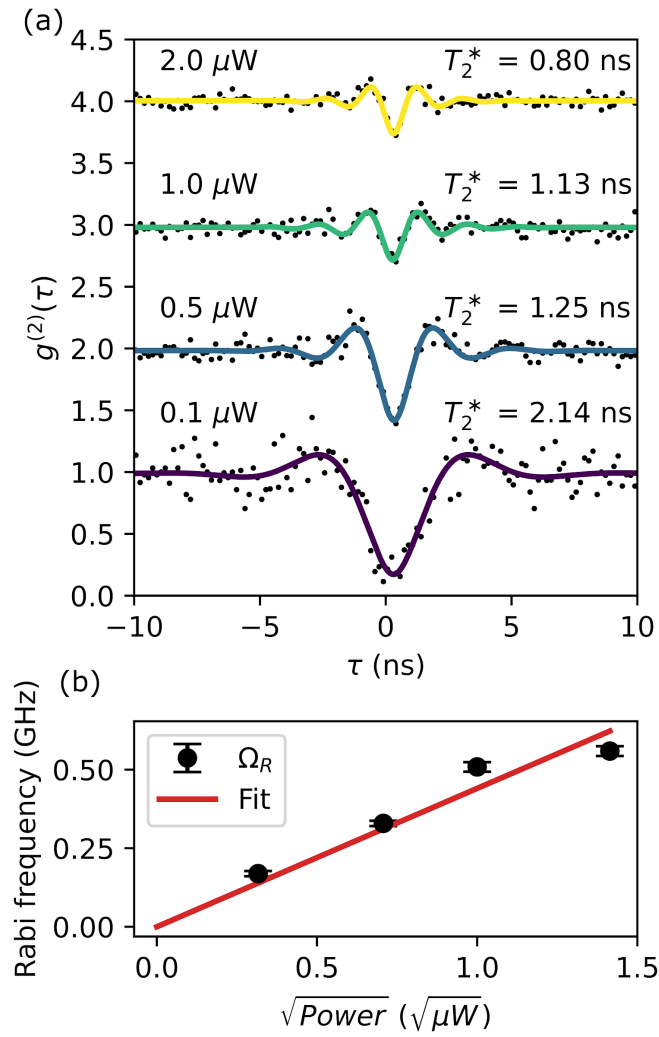 (a)
4.5
2.0 μW
T₂* = 0.80 ns
4.0
3.5
1.0 μW
T₂* = 1.13 ns
3.0
2.5
0.5 μW
T₂* = 1.25 ns
g⁽²⁾(τ)
2.0
1.5
0.1 μW
T₂* = 2.14 ns
1.0
0.5
0.0
−10 −5 0 5 10
τ (ns)
(b)
Rabi frequency (GHz)
Ω_R
Fit
0.50
0.25
0.00
0.0 0.5 1.0 1.5
√Power (√μW)